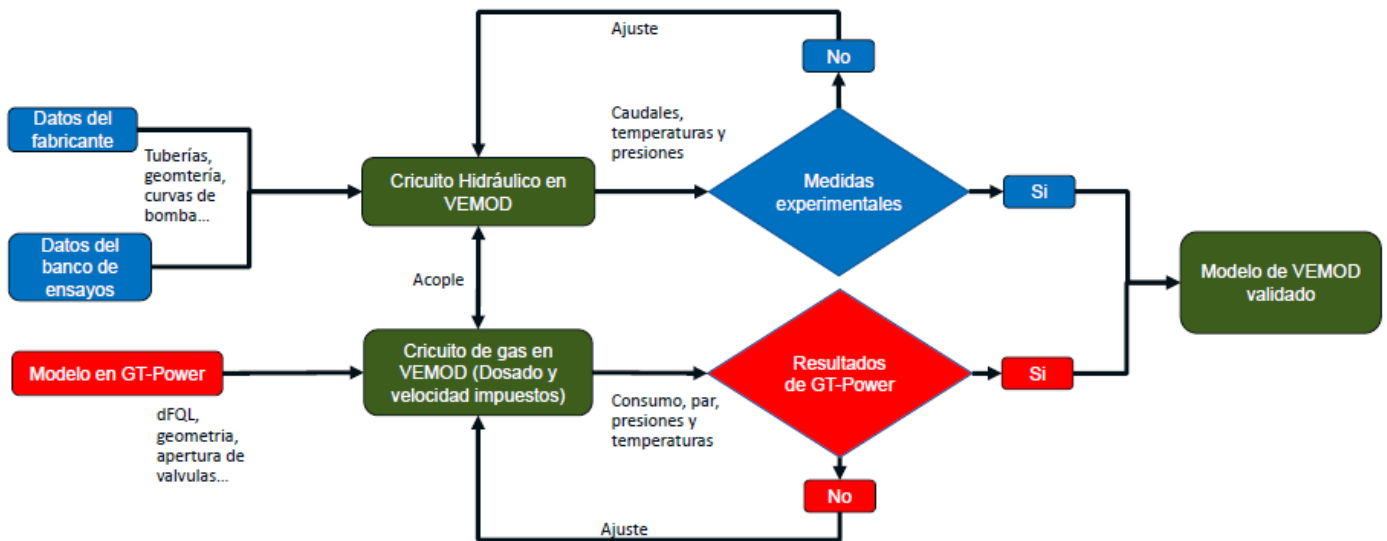 Ajuste
No
Datos del
fabricante
Caudales,
temperaturas y
presiones
Tuberías,
geomtería,
curvas de
bomba...
Cricuito Hidráulico en
VEMOD
Medidas
experimentales
Si
Datos del
banco de
ensayos
Acople
Modelo de VEMOD
validado
Modelo en GT-Power
Cricuito de gas en
VEMOD (Dosado y
velocidad impuestos)
Resultados
de GT-Power
Si
dFQL,
geometria,
apertura de
valvulas...
Consumo, par,
presiones y
temperaturas
No
Ajuste